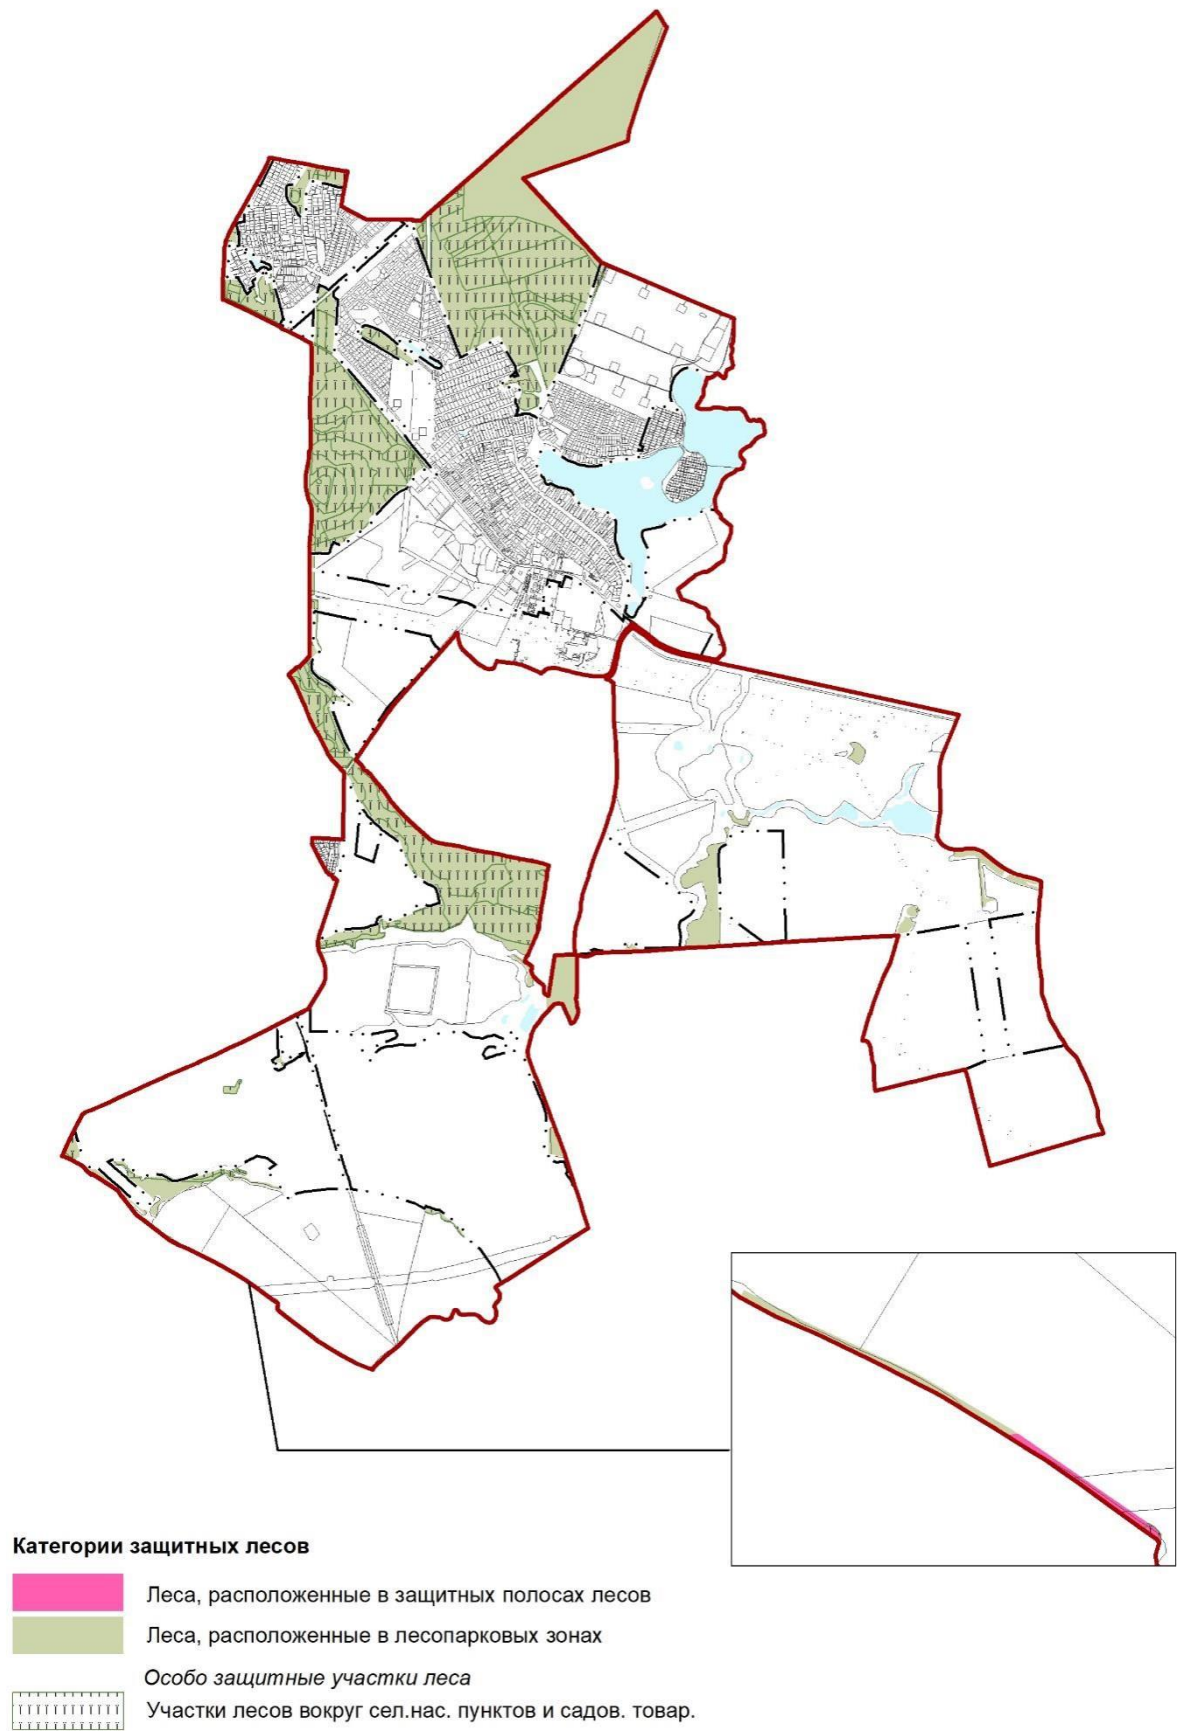 Категории защитных лесов
Леса, расположенные в защитных полосах лесов
Леса, расположенные в лесопарковых зонах
Особо защитные участки леса
Участки лесов вокруг сел.нас. пунктов и садов. товар.